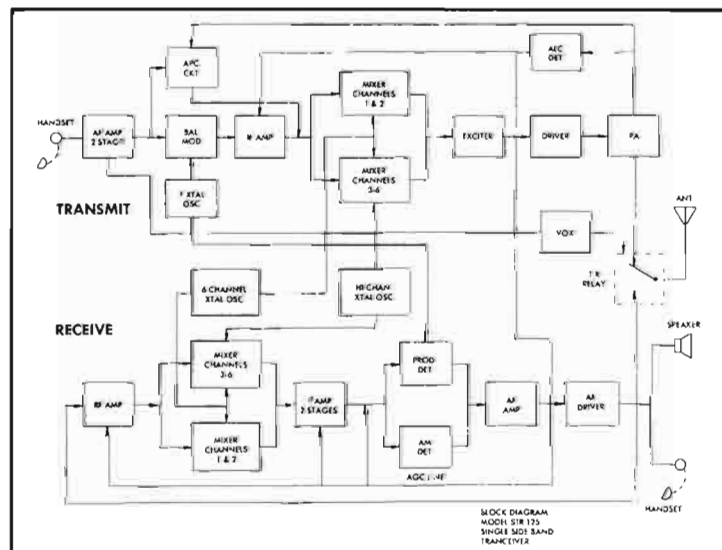 APC
CKT
ALC
DET
MIXER
CHANNELS
1 & 2
HANDSET
AF AMP
2 STAGE
BAL
MOD
IF AMP
EXCITER
DRIVER
PA
MIXER
CHANNELS
3-6
ANT
XTAL
OSC
TRANSMIT
VOX
T R
RELAY
6 CHANNEL
XTAL OSC
HI CHAN
XTAL OSC
RECEIVE
SPEAKER
MIXER
CHANNELS
3-6
PROD
DET
RF AMP
IF AMP
2 STAGES
AF
AMP
AF
DRIVER
MIXER
CHANNELS
1 & 2
AM
DET
AGC LINE
HANDSET
BLOCK DIAGRAM
MODEL STR 125
SINGLE SIDE BAND
TRANCEIVER